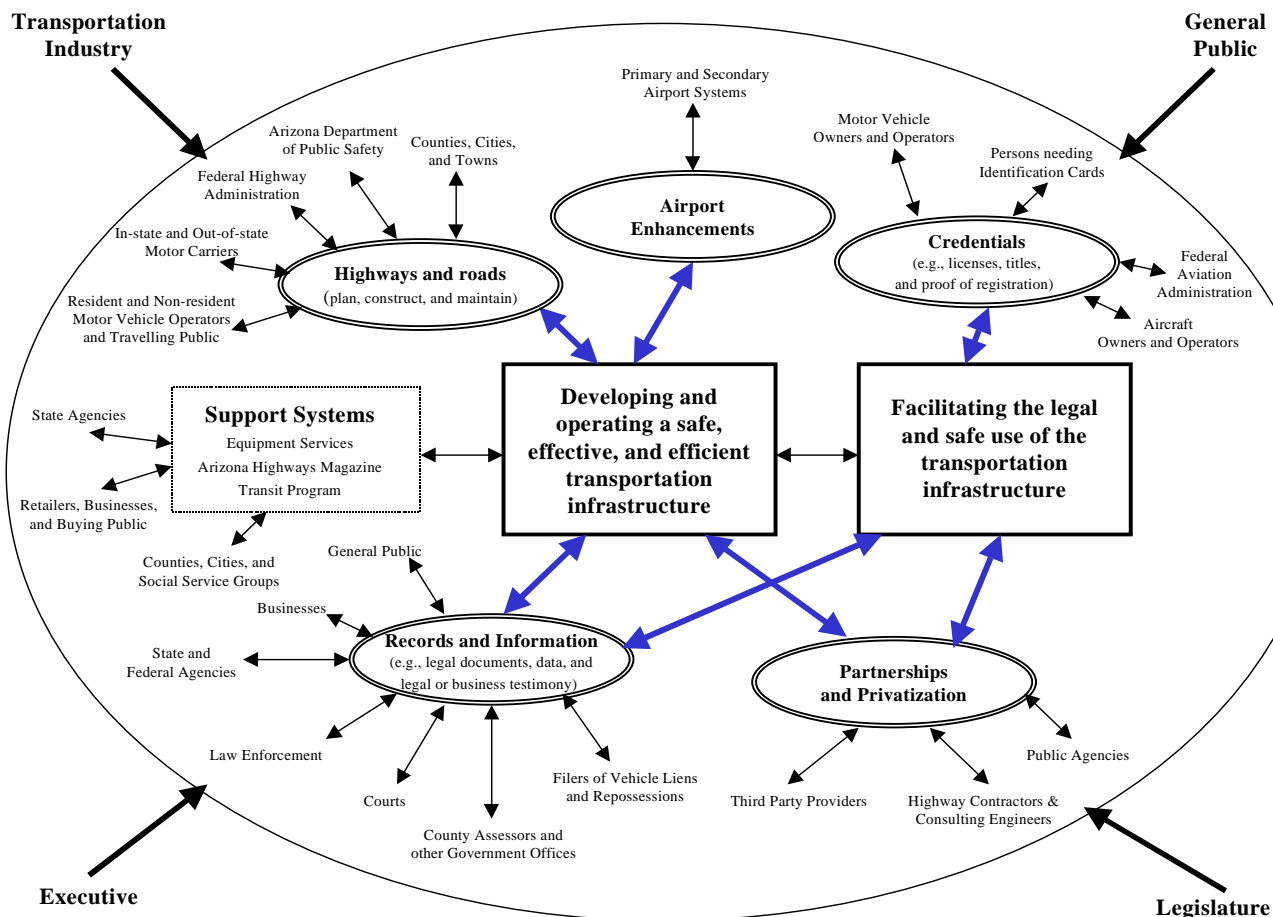 Transportation
Industry
General
Public
Primary and Secondary
Airport Systems
Motor Vehicle
Owners and Operators
Arizona Department
of Public Safety
Counties, Cities,
and Towns
Persons needing
Identification Cards
Federal Highway
Administration
Airport
Enhancements
In-state and Out-of-state
Motor Carriers
Highways and roads
(plan, construct, and maintain)
Credentials
(e.g., licenses, titles,
and proof of registration)
Federal
Aviation
Administration
Resident and Non-resident
Motor Vehicle Operators
and Travelling Public
Aircraft
Owners and Operators
State Agencies
Support Systems
Equipment Services
Arizona Highways Magazine
Transit Program
Developing and
operating a safe,
effective, and efficient
transportation
infrastructure
Facilitating the legal
and safe use of the
transportation
infrastructure
Retailers, Businesses,
and Buying Public
Counties, Cities, and
Social Service Groups
General Public
Businesses
State and
Federal Agencies
Records and Information
(e.g., legal documents, data, and
legal or business testimony)
Partnerships
and Privatization
Law Enforcement
Courts
County Assessors and
other Government Offices
Filers of Vehicle Liens
and Repossessions
Third Party Providers
Highway Contractors &
Consulting Engineers
Public Agencies
Executive
Legislature